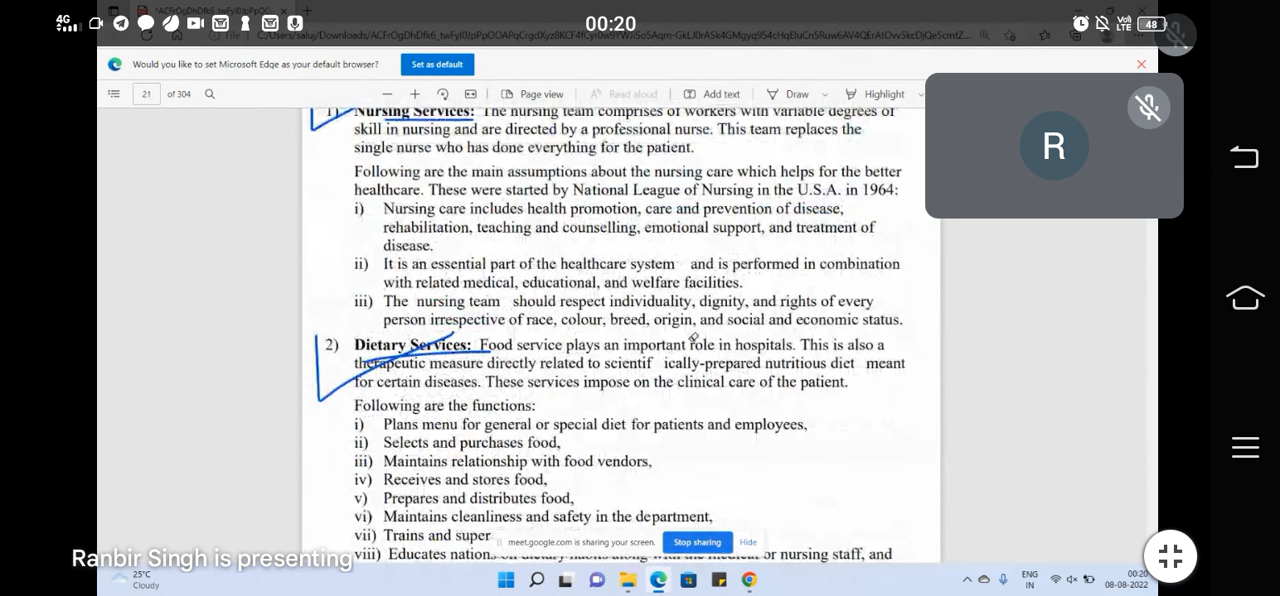 4G
00:20
VoI
LTE
48
of 304
21
Would you like to set Microsoft Edge as your default browser?
Set as default
Page view
Read aloud
Add text
Draw
Highlight
R
1) Nursing Services: The nursing team comprises of workers with variable degrees of
skill in nursing and are directed by a professional nurse. This team replaces the
single nurse who has done everything for the patient.
Following are the main assumptions about the nursing care which helps for the better
healthcare. These were started by National League of Nursing in the U.S.A. in 1964:
i) Nursing care includes health promotion, care and prevention of disease,
rehabilitation, teaching and counselling, emotional support, and treatment of
disease.
ii) It is an essential part of the healthcare system and is performed in combination
with related medical, educational, and welfare facilities.
iii) The nursing team should respect individuality, dignity, and rights of every
person irrespective of race, colour, breed, origin, and social and economic status.
2) Dietary Services: Food service plays an important role in hospitals. This is also a
therapeutic measure directly related to scientif ically-prepared nutritious diet meant
for certain diseases. These services impose on the clinical care of the patient.
Following are the functions:
i) Plans menu for general or special diet for patients and employees,
ii) Selects and purchases food,
iii) Maintains relationship with food vendors,
iv) Receives and stores food,
v) Prepares and distributes food,
vi) Maintains cleanliness and safety in the department,
vii) Trains and super
viii) Educates or nursing staff, and
meet.google.com is sharing your screen.
Stop sharing
Hide
Ranbir Singh is presenting
25°C
Cloudy
ENG
IN
00:20
08-08-2022